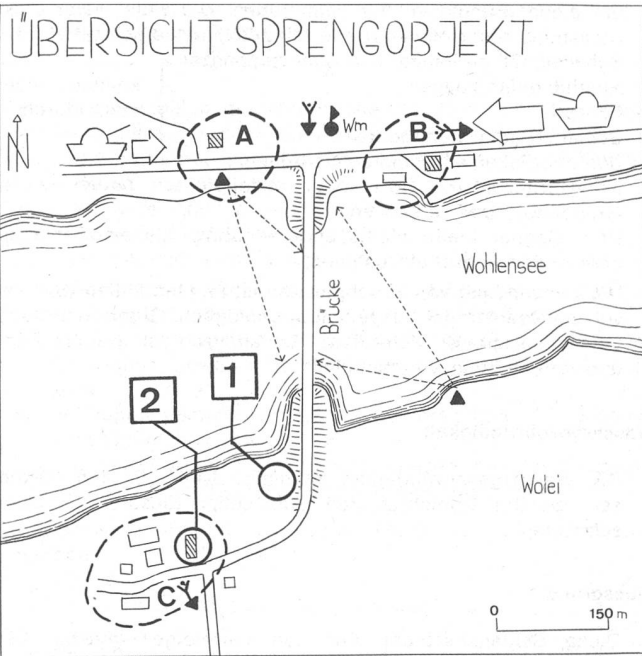 ÜBERSICHT SPRENGOBJEKT
N
A
Wm
B
Wohlensee
Brücke
1
2
Wolei
C
0 150 m